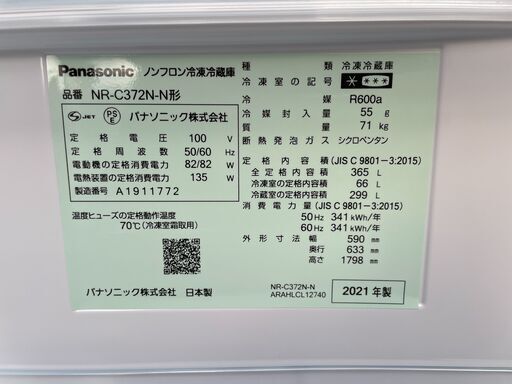 Panasonic ノンフロン冷凍冷蔵庫
品番 NR-C372N-N形
JET PS E パナソニック株式会社
定格電圧 100 V
定格周波数 50/60 Hz
電動機の定格消費電力 82/82 W
電熱装置の定格消費電力 135 W
製造番号 A1911772
温度ヒューズの定格動作温度
70℃(冷凍室霜取用)
パナソニック株式会社 日本製
種類 冷凍冷蔵庫
冷凍室の記号 * ***
冷媒 R600a
冷媒封入量 55 g
質量 71 kg
断熱発泡ガス シクロペンタン
定格内容積(JIS C 9801-3:2015)
全定格内容積 365 L
冷凍室の定格内容積 66 L
冷蔵室の定格内容積 299 L
消費電力量(JIS C 9801-3:2015)
50Hz 341 kWh/年
60Hz 341 kWh/年
外形寸法 幅 590 mm
奥行 633 mm
高さ 1798 mm
NR-C372N-N
ARAHLCL12740
2021年製